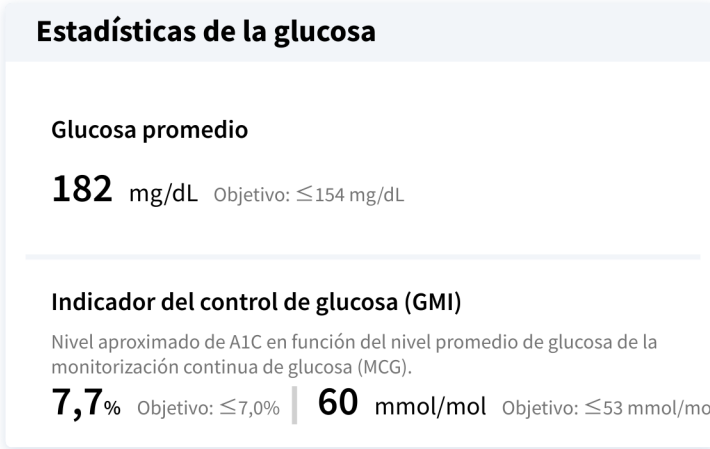 Estadísticas de la glucosa
Glucosa promedio
182 mg/dL Objetivo: ≤154 mg/dL
Indicador del control de glucosa (GMI)
Nivel aproximado de A1C en función del nivel promedio de glucosa de la
monitorización continua de glucosa (MCG).
7,7% Objetivo: ≤7,0% | 60 mmol/mol Objetivo: ≤53 mmol/mo